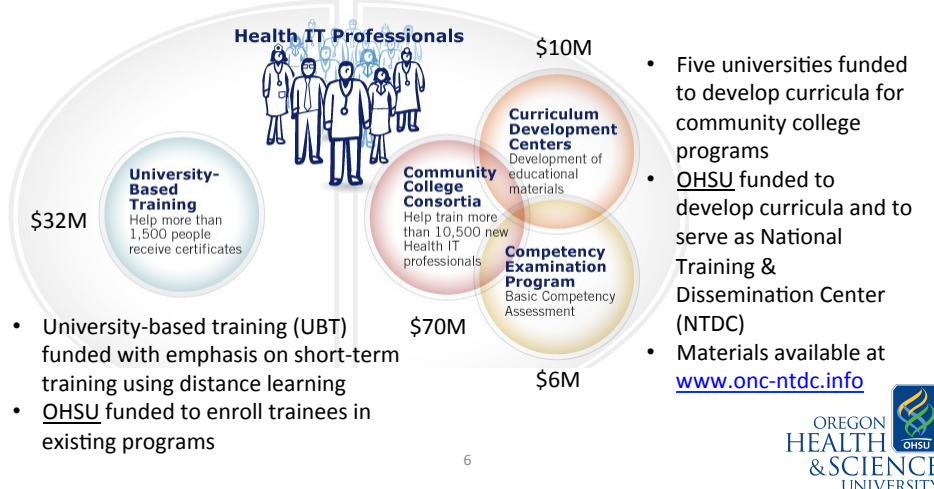 Health IT Professionals
$10M
Curriculum
Development
Centers
Development of
educational
materials
University-
Based
Training
Help more than
1,500 people
receive certificates
$32M
Community
College
Consortia
Help train more
than 10,500 new
Health IT
professionals
Competency
Examination
Program
Basic Competency
Assessment
$70M
$6M
• University-based training (UBT)
funded with emphasis on short-term
training using distance learning
• OHSU funded to enroll trainees in
existing programs
• Five universities funded
to develop curricula for
community college
programs
• OHSU funded to
develop curricula and to
serve as National
Training &
Dissemination Center
(NTDC)
• Materials available at
www.onc-ntdc.info
6
OREGON
HEALTH
& SCIENCE
UNIVERSITY
OHSU